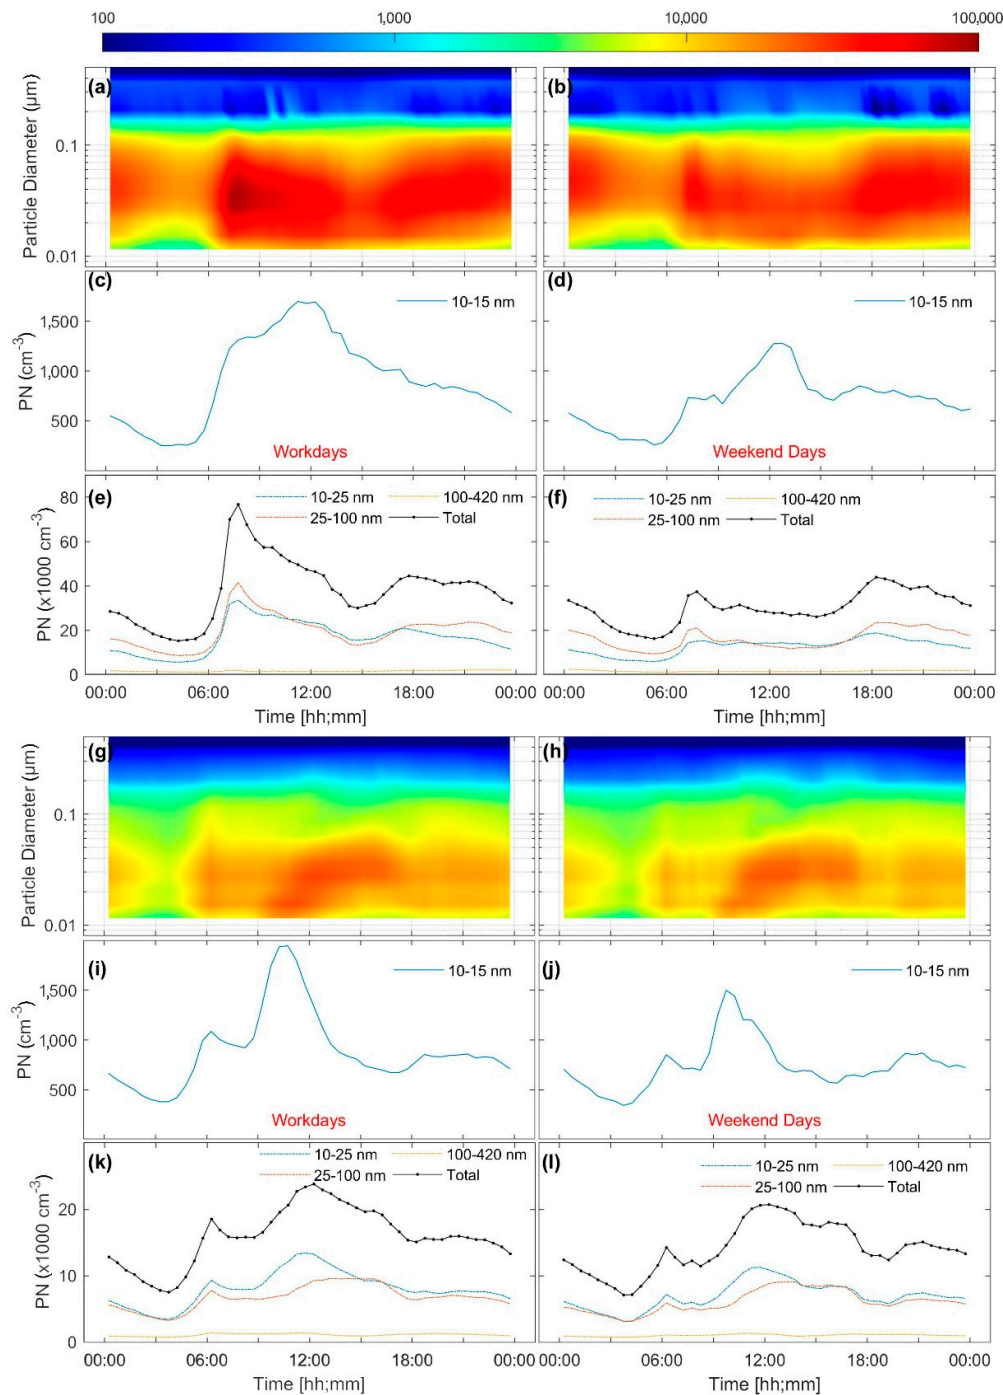 100 1,000 10,000 100,000
(a) (b)
Particle Diameter (µm)
0.1
0.01
(c) 10-15 nm (d) 10-15 nm
PN (cm⁻³)
1,500
1,000
500
Workdays Weekend Days
(e) 10-25 nm 100-420 nm (f) 10-25 nm 100-420 nm
25-100 nm Total 25-100 nm Total
PN (x1000 cm⁻³)
80
60
40
20
0
00:00 06:00 12:00 18:00 00:00 00:00 06:00 12:00 18:00 00:00
Time [hh;mm] Time [hh;mm]
(g) (h)
Particle Diameter (µm)
0.1
0.01
(i) 10-15 nm (j) 10-15 nm
PN (cm⁻³)
1,500
1,000
500
Workdays Weekend Days
(k) 10-25 nm 100-420 nm (l) 10-25 nm 100-420 nm
25-100 nm Total 25-100 nm Total
PN (x1000 cm⁻³)
20
10
0
00:00 06:00 12:00 18:00 00:00 00:00 06:00 12:00 18:00 00:00
Time [hh;mm] Time [hh;mm]